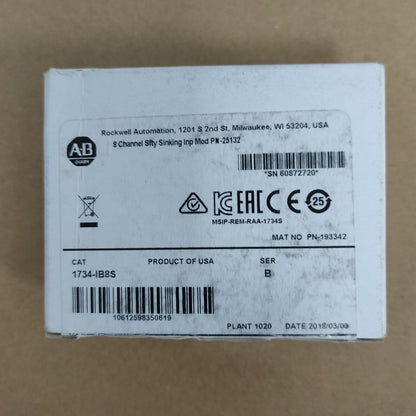 Rockwell Automation, 1201 S 2nd St, Milwaukee, WI 53204, USA
8 Channel Sfty Sinking Inp Mod PN-25132
AB
*SN 60872720*
EAC CE 25
MSIP-REM-RAA-1734S
MAT NO PN-193342
CAT PRODUCT OF USA SER
1734-IB8S B
10612598350619
PLANT 1020 DATE 2018/03/09